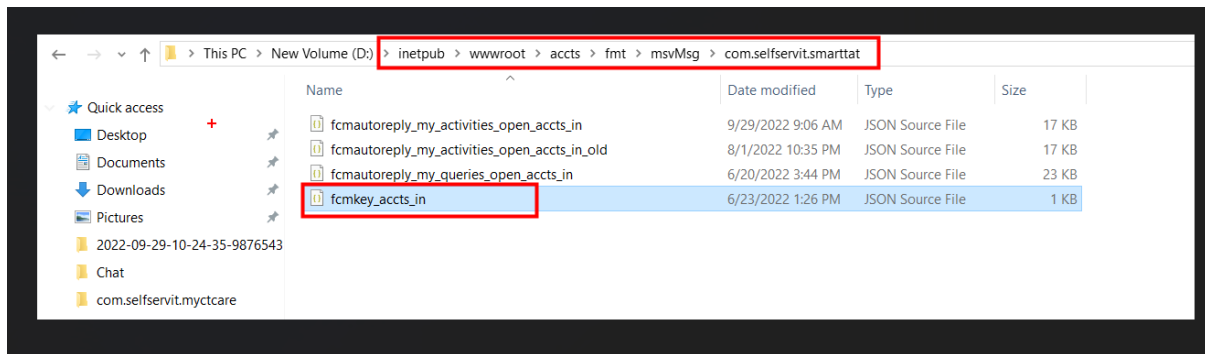 This PC > New Volume (D:) > inetpub > wwwroot > accts > fmt > msvMsg > com.selfservit.smarttat
Name Date modified Type Size
Quick access
Desktop
Documents
Downloads
Pictures
2022-09-29-10-24-35-9876543
Chat
com.selfservit.myctcare
fcmautoreply_my_activities_open_accts_in 9/29/2022 9:06 AM JSON Source File 17 KB
fcmautoreply_my_activities_open_accts_in_old 8/1/2022 10:35 PM JSON Source File 17 KB
fcmautoreply_my_queries_open_accts_in 6/20/2022 3:44 PM JSON Source File 23 KB
fcmkey_accts_in 6/23/2022 1:26 PM JSON Source File 1 KB